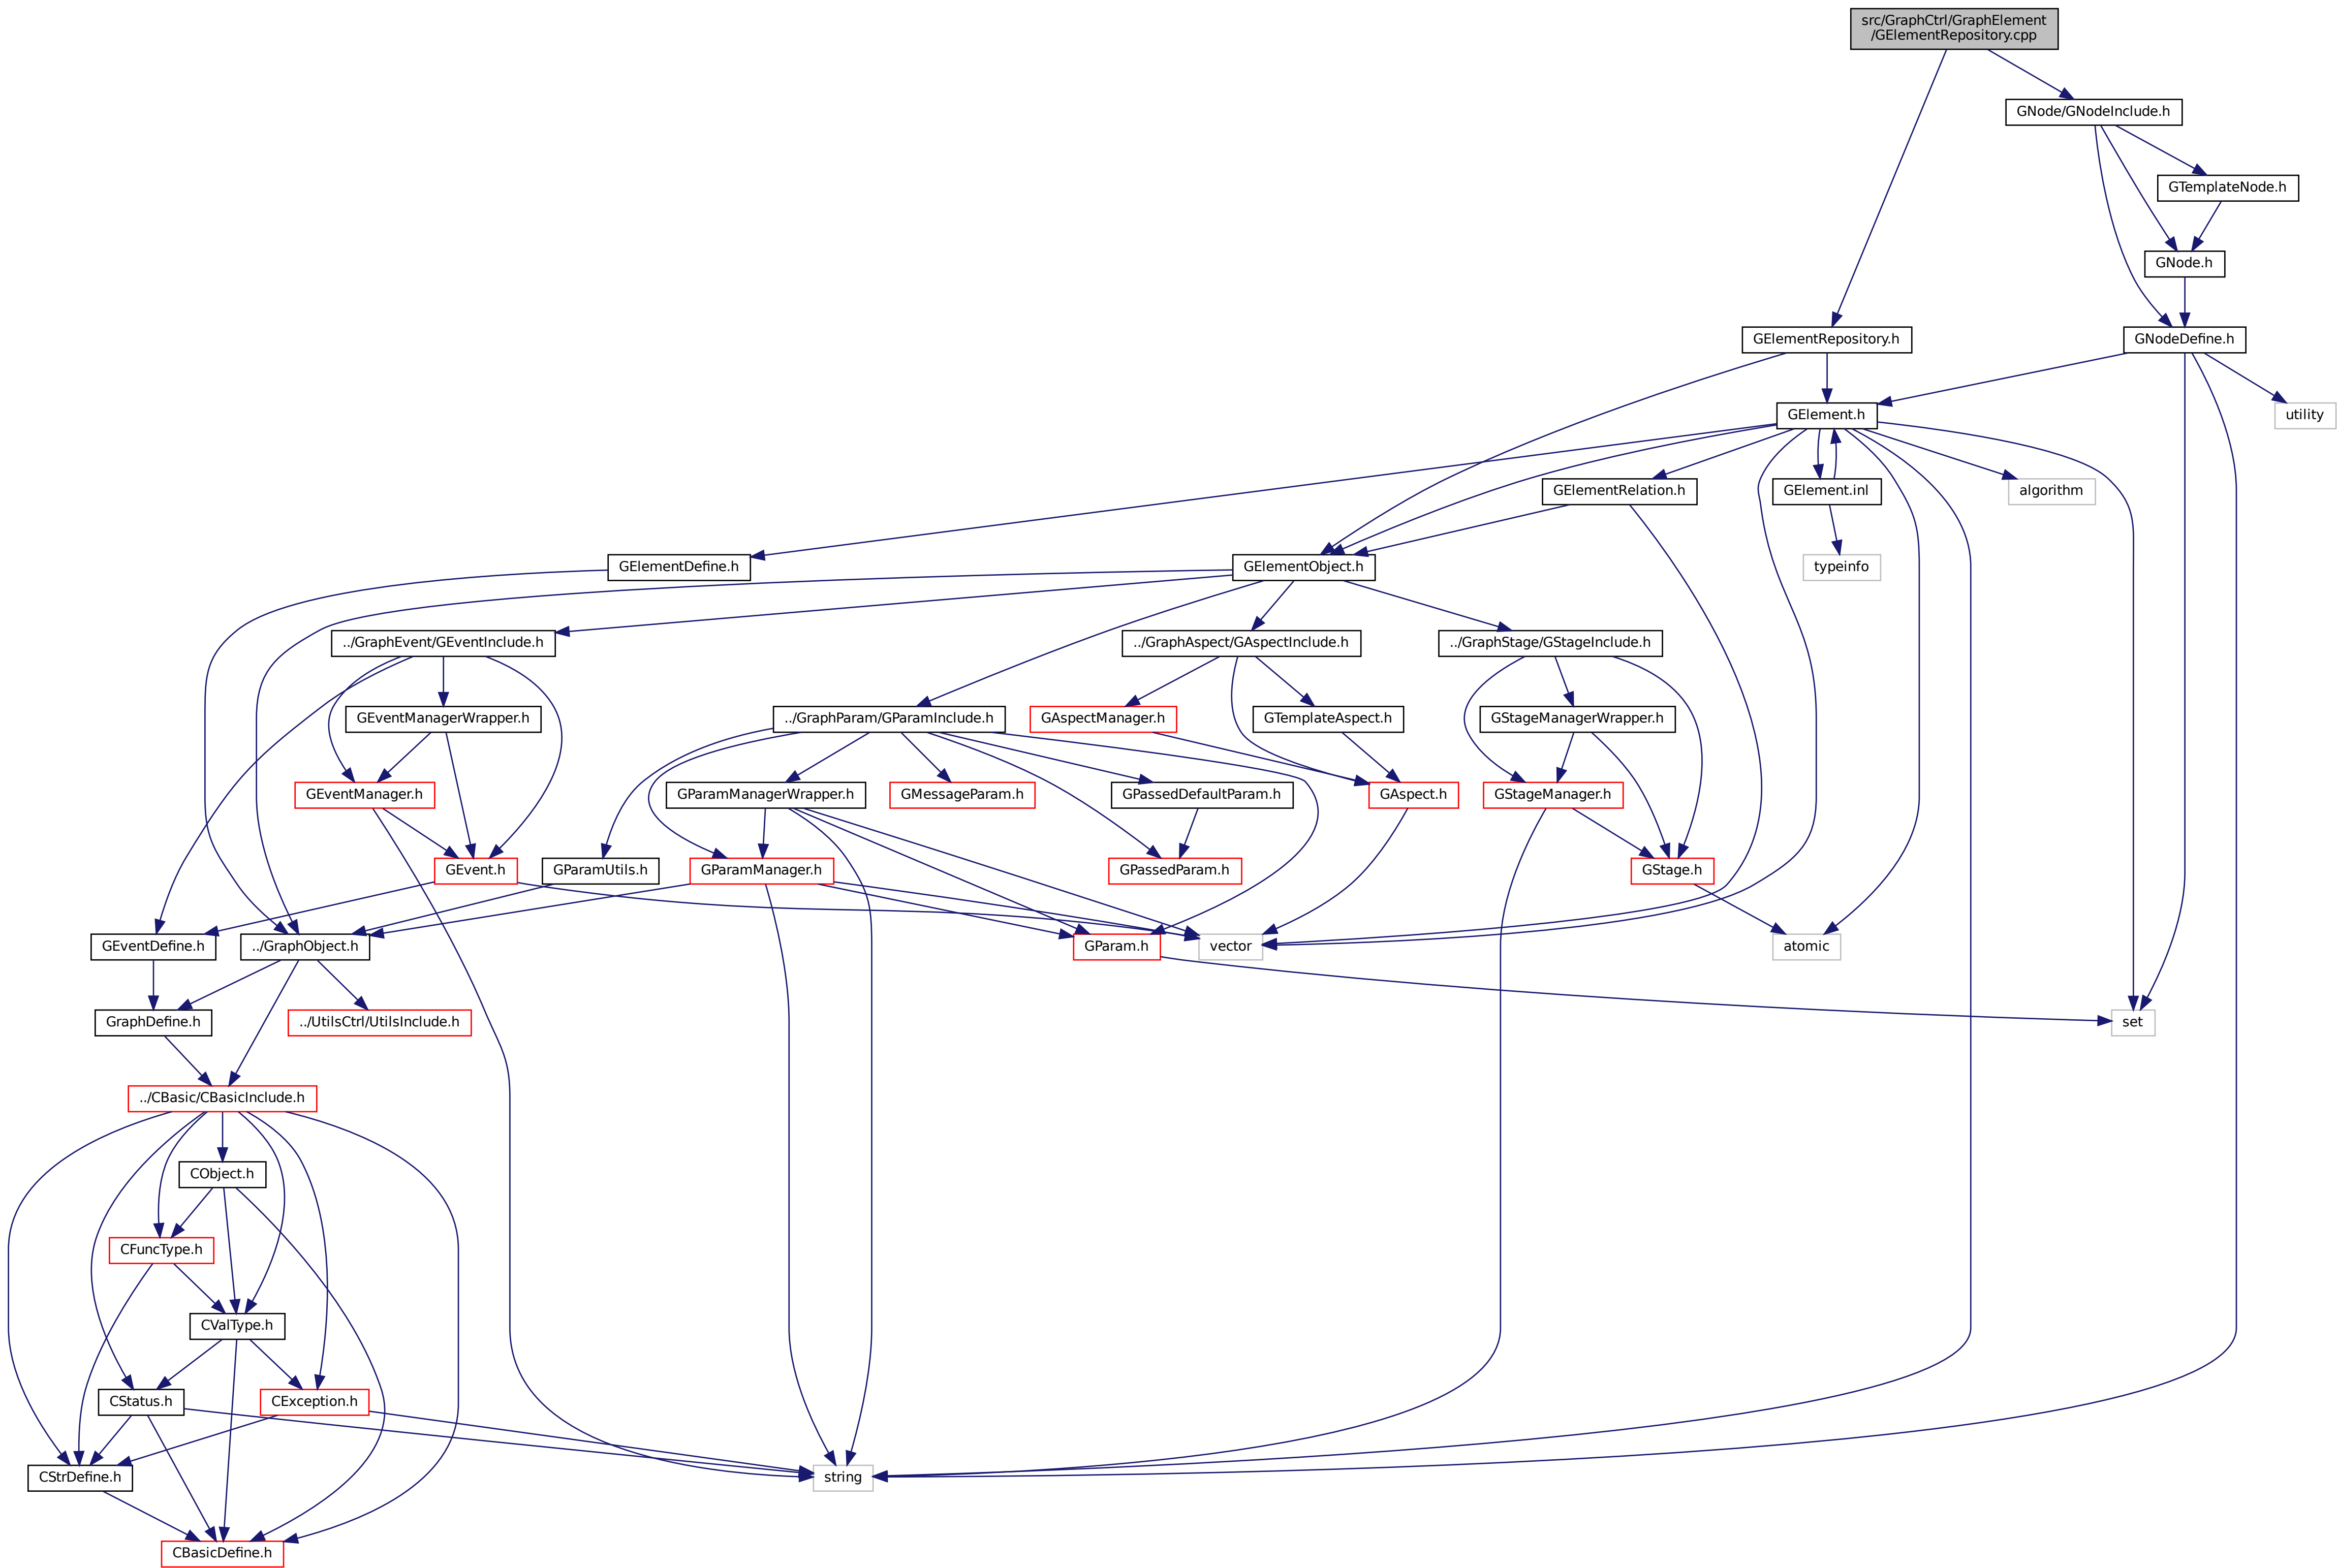 src/GraphCtrl/GraphElement
/GElementRepository.cpp
GNode/GNodeInclude.h
GTemplateNode.h
GNode.h
GElementRepository.h
GNodeDefine.h
GElement.h
utility
GElementRelation.h
GElement.inl
algorithm
GElementDefine.h
GElementObject.h
typeinfo
../GraphEvent/GEventInclude.h
../GraphAspect/GAspectInclude.h
../GraphStage/GStageInclude.h
GEventManagerWrapper.h
../GraphParam/GParamInclude.h
GAspectManager.h
GTemplateAspect.h
GStageManagerWrapper.h
GEventManager.h
GParamManagerWrapper.h
GMessageParam.h
GPassedDefaultParam.h
GAspect.h
GStageManager.h
GEvent.h
GParamUtils.h
GParamManager.h
GPassedParam.h
GStage.h
GEventDefine.h
../GraphObject.h
GParam.h
vector
atomic
GraphDefine.h
../UtilsCtrl/UtilsInclude.h
set
../CBasic/CBasicInclude.h
CObject.h
CFuncType.h
CValType.h
CStatus.h
CException.h
CStrDefine.h
string
CBasicDefine.h